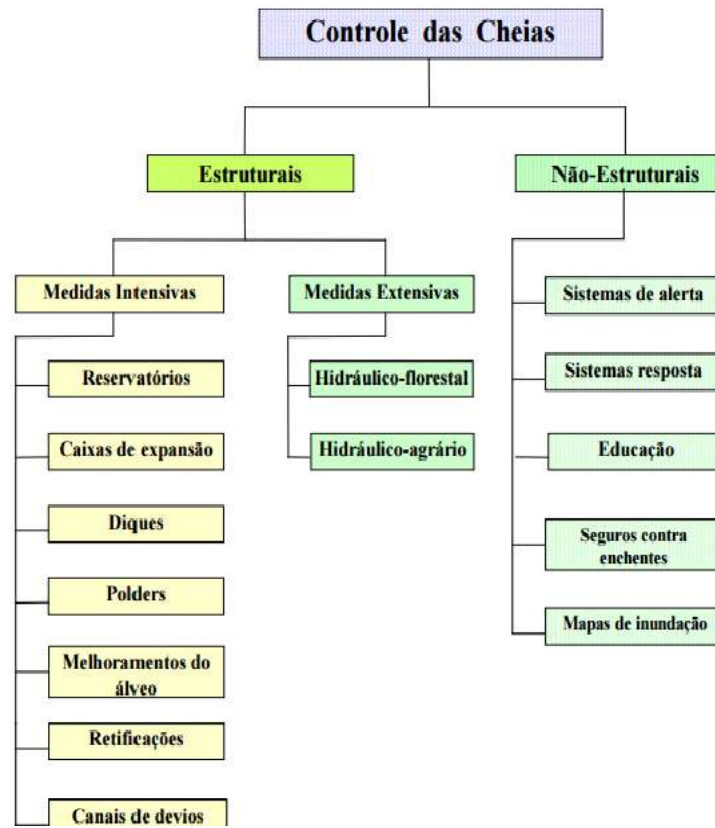 Controle das Cheias
Estruturais
Não-Estruturais
Medidas Intensivas
Medidas Extensivas
Reservatórios
Caixas de expansão
Diques
Polders
Melhoramentos do
álveo
Retificações
Canais de devios
Hidráulico-florestal
Hidráulico-agrário
Sistemas de alerta
Sistemas resposta
Educação
Seguros contra
enchentes
Mapas de inundação